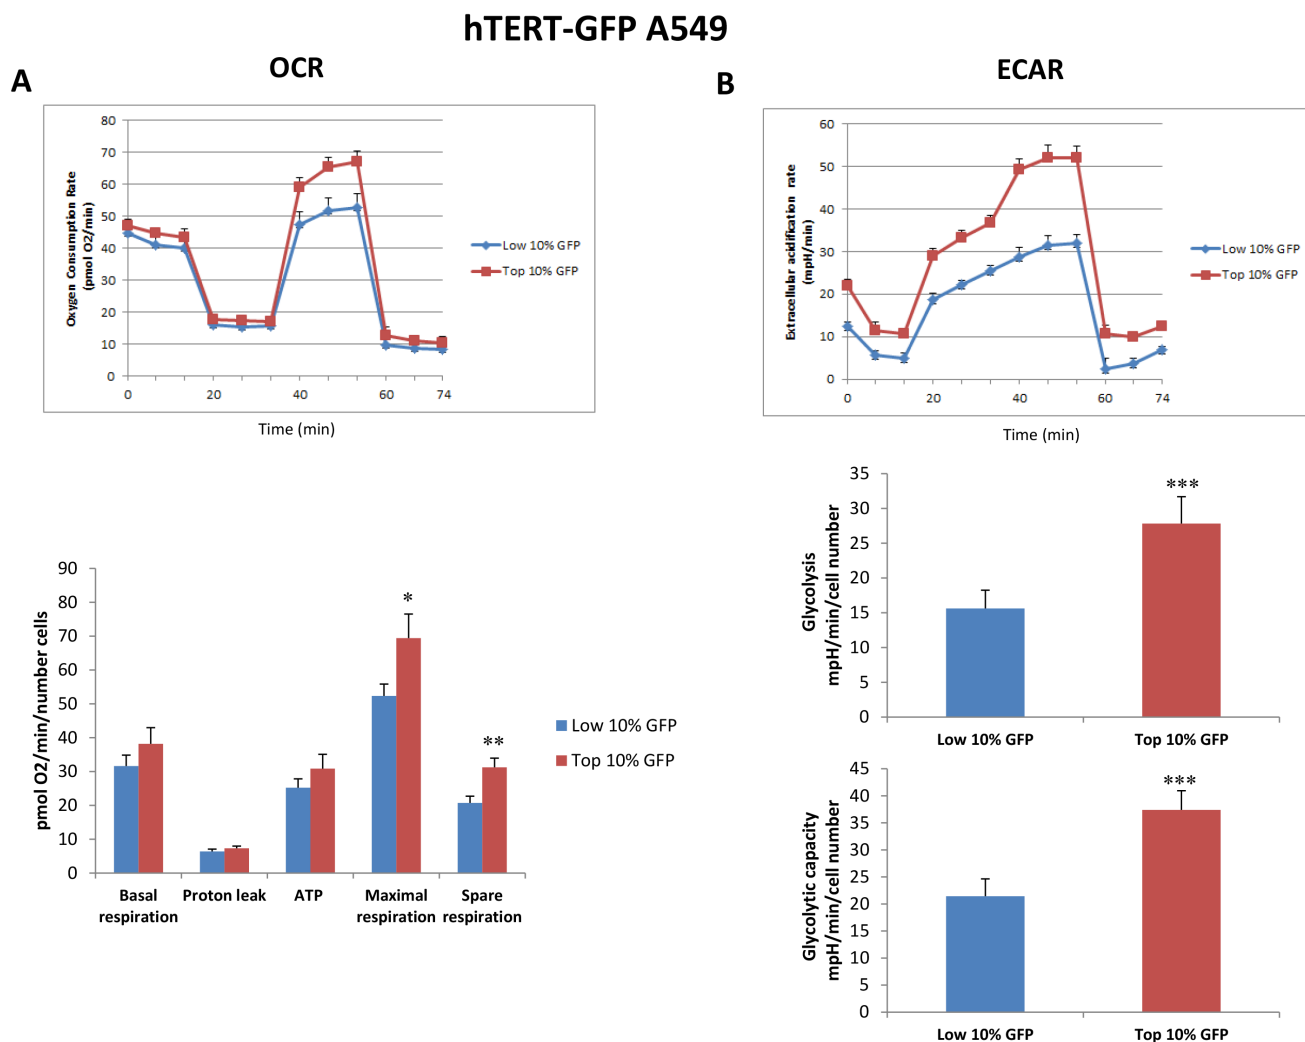 hTERT-GFP A549
A
OCR
80
70
60
50
40
30
20
10
0
Oxygen Consumption Rate
(pmol O2/min)
0 20 40 60 74
Time (min)
Low 10% GFP
Top 10% GFP
B
ECAR
60
50
40
30
20
10
0
Extracellular acidification rate
(mpH/min)
0 20 40 60 74
Time (min)
Low 10% GFP
Top 10% GFP
90
80
70
60
50
40
30
20
10
0
pmol O2/min/number cells
*
**
Basal respiration
Proton leak
ATP
Maximal respiration
Spare respiration
Low 10% GFP
Top 10% GFP
35
30
25
20
15
10
5
0
Glycolysis
mpH/min/cell number
***
Low 10% GFP
Top 10% GFP
45
40
35
30
25
20
15
10
5
0
Glycolytic capacity
mpH/min/cell number
***
Low 10% GFP
Top 10% GFP